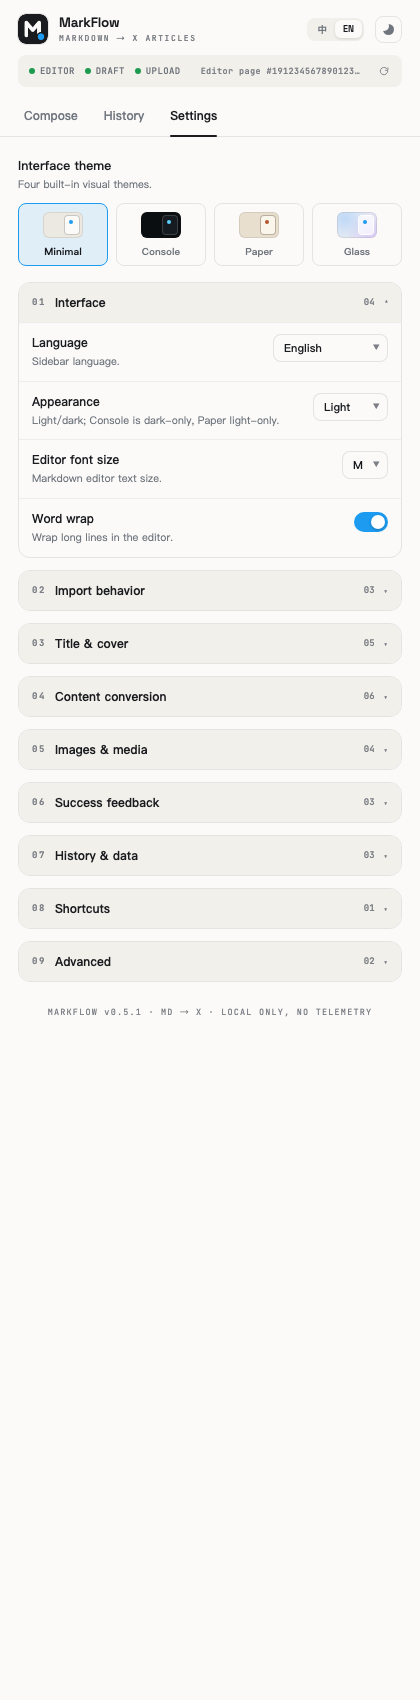 MarkFlow
MARKDOWN → X ARTICLES
中 EN
EDITOR DRAFT UPLOAD Editor page #191234567890123…
Compose History Settings
Interface theme
Four built-in visual themes.
Minimal Console Paper Glass
01 Interface 04
Language
Sidebar language.
English
Appearance
Light/dark; Console is dark-only, Paper light-only.
Light
Editor font size
Markdown editor text size.
M
Word wrap
Wrap long lines in the editor.
02 Import behavior 03
03 Title & cover 05
04 Content conversion 06
05 Images & media 04
06 Success feedback 03
07 History & data 03
08 Shortcuts 01
09 Advanced 02
MARKFLOW v0.5.1 · MD → X · LOCAL ONLY, NO TELEMETRY